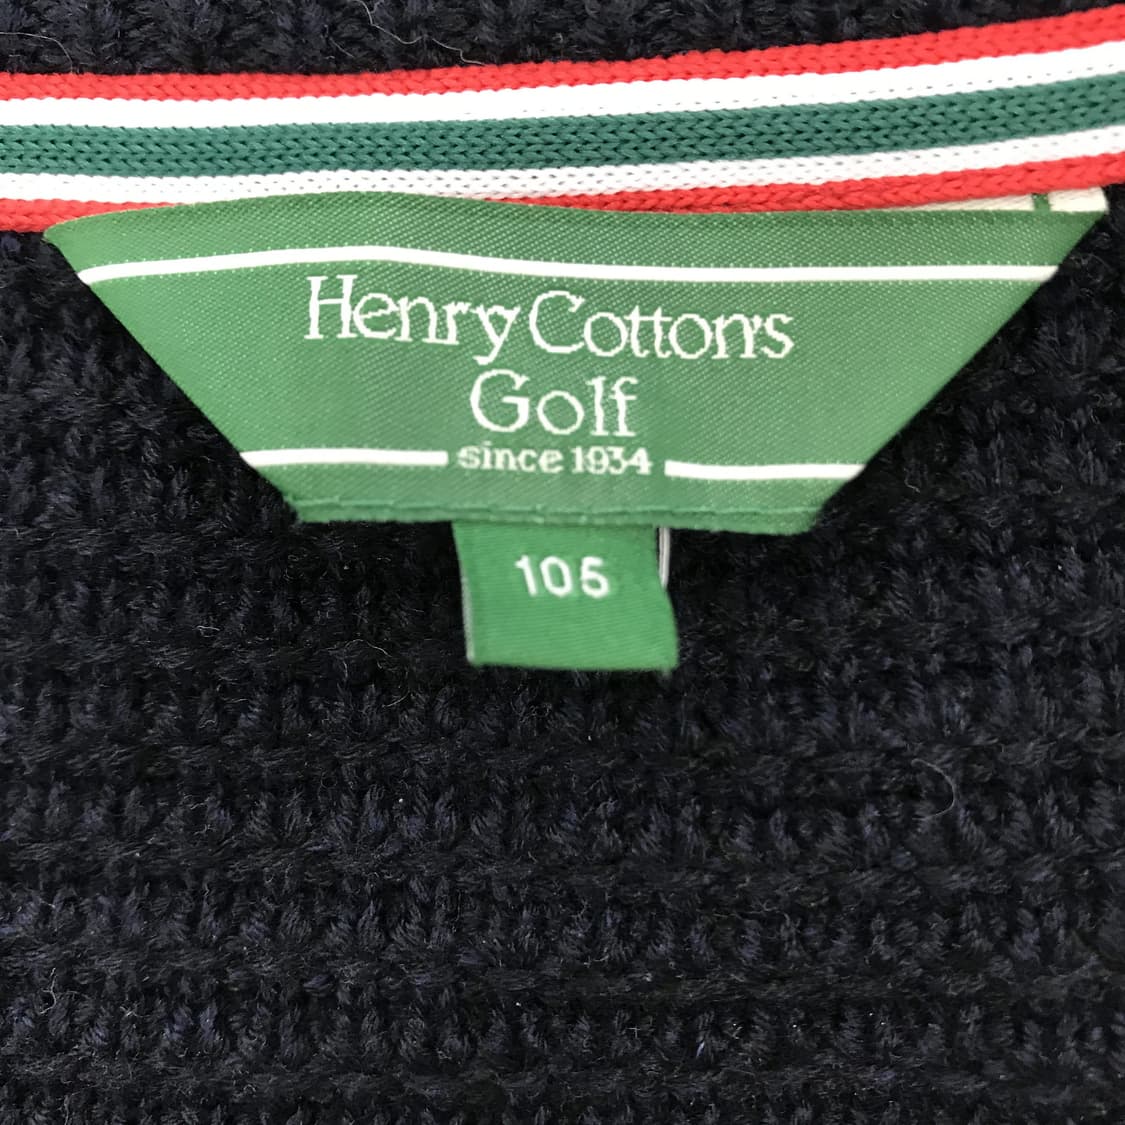 Henry Cotton's
Golf
since 1934
105